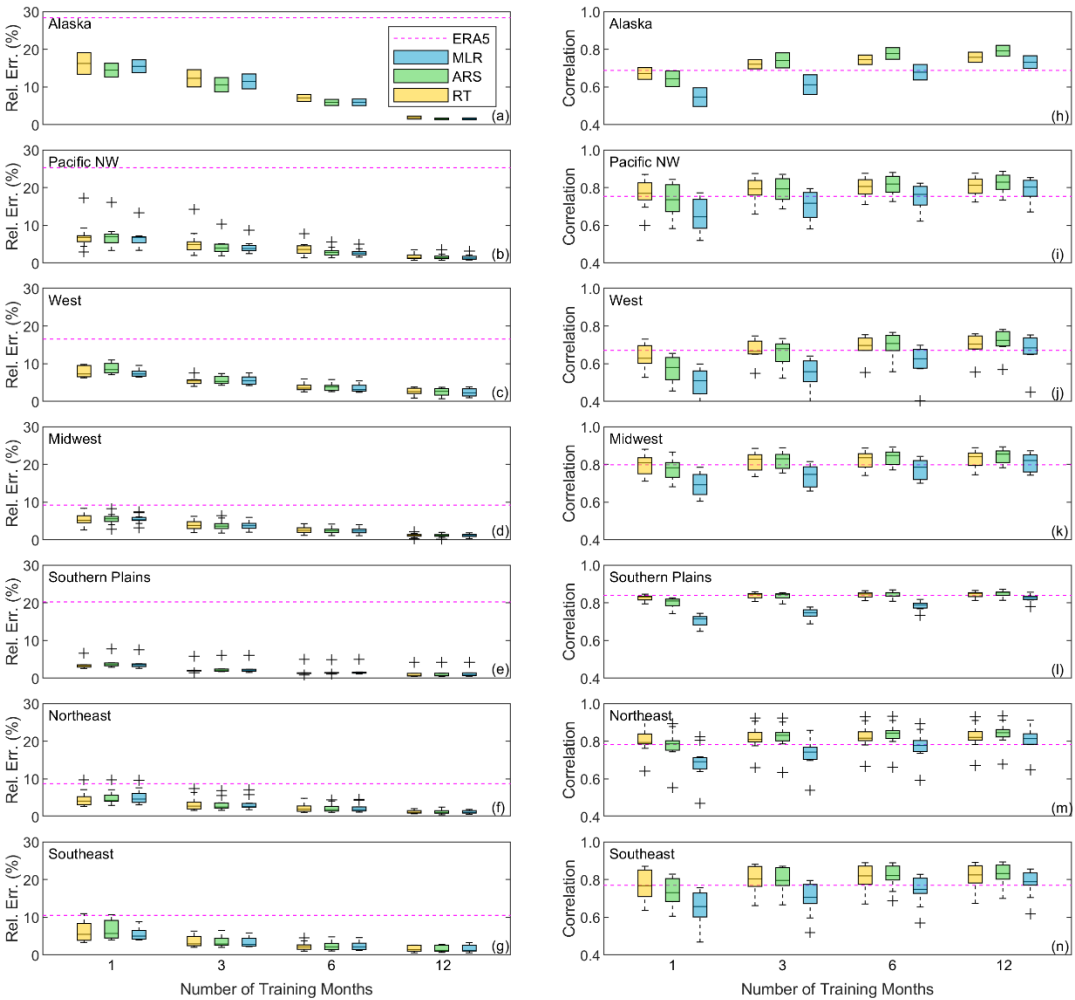 Alaska
Rel. Err. (%)
30
20
10
0
ERA5
MLR
ARS
RT
(a)
Alaska
Correlation
1.0
0.8
0.6
0.4
(h)
Pacific NW
Rel. Err. (%)
30
20
10
0
(b)
Pacific NW
Correlation
1.0
0.8
0.6
0.4
(i)
West
Rel. Err. (%)
30
20
10
0
(c)
West
Correlation
1.0
0.8
0.6
0.4
(j)
Midwest
Rel. Err. (%)
30
20
10
0
(d)
Midwest
Correlation
1.0
0.8
0.6
0.4
(k)
Southern Plains
Rel. Err. (%)
30
20
10
0
(e)
Southern Plains
Correlation
1.0
0.8
0.6
0.4
(l)
Northeast
Rel. Err. (%)
30
20
10
0
(f)
Northeast
Correlation
1.0
0.8
0.6
0.4
(m)
Southeast
Rel. Err. (%)
30
20
10
0
(g)
1 3 6 12
Number of Training Months
Southeast
Correlation
1.0
0.8
0.6
0.4
(n)
1 3 6 12
Number of Training Months